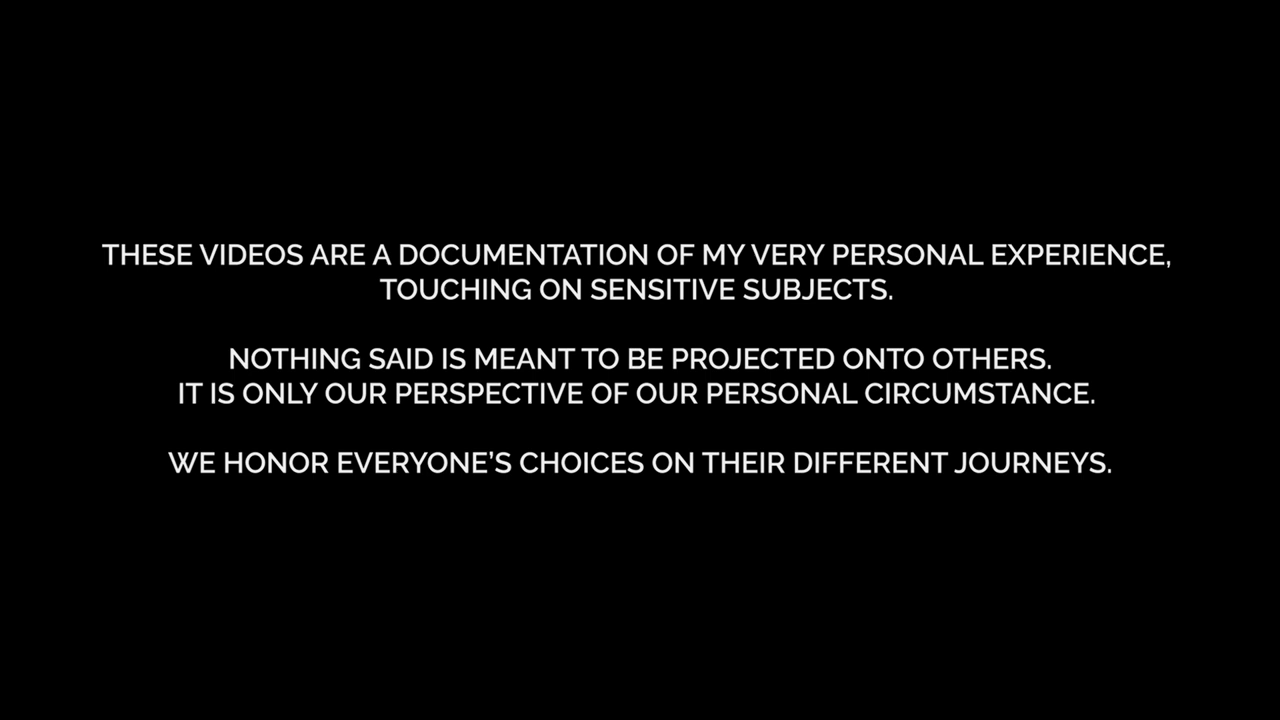 THESE VIDEOS ARE A DOCUMENTATION OF MY VERY PERSONAL EXPERIENCE,
TOUCHING ON SENSITIVE SUBJECTS.
NOTHING SAID IS MEANT TO BE PROJECTED ONTO OTHERS.
IT IS ONLY OUR PERSPECTIVE OF OUR PERSONAL CIRCUMSTANCE.
WE HONOR EVERYONE’S CHOICES ON THEIR DIFFERENT JOURNEYS.